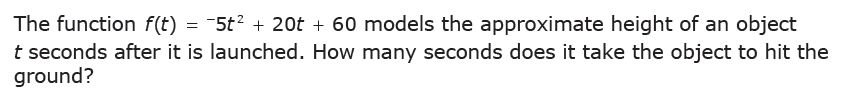 The function f(t) = ⁻5t² + 20t + 60 models the approximate height of an object
t seconds after it is launched. How many seconds does it take the object to hit the
ground?